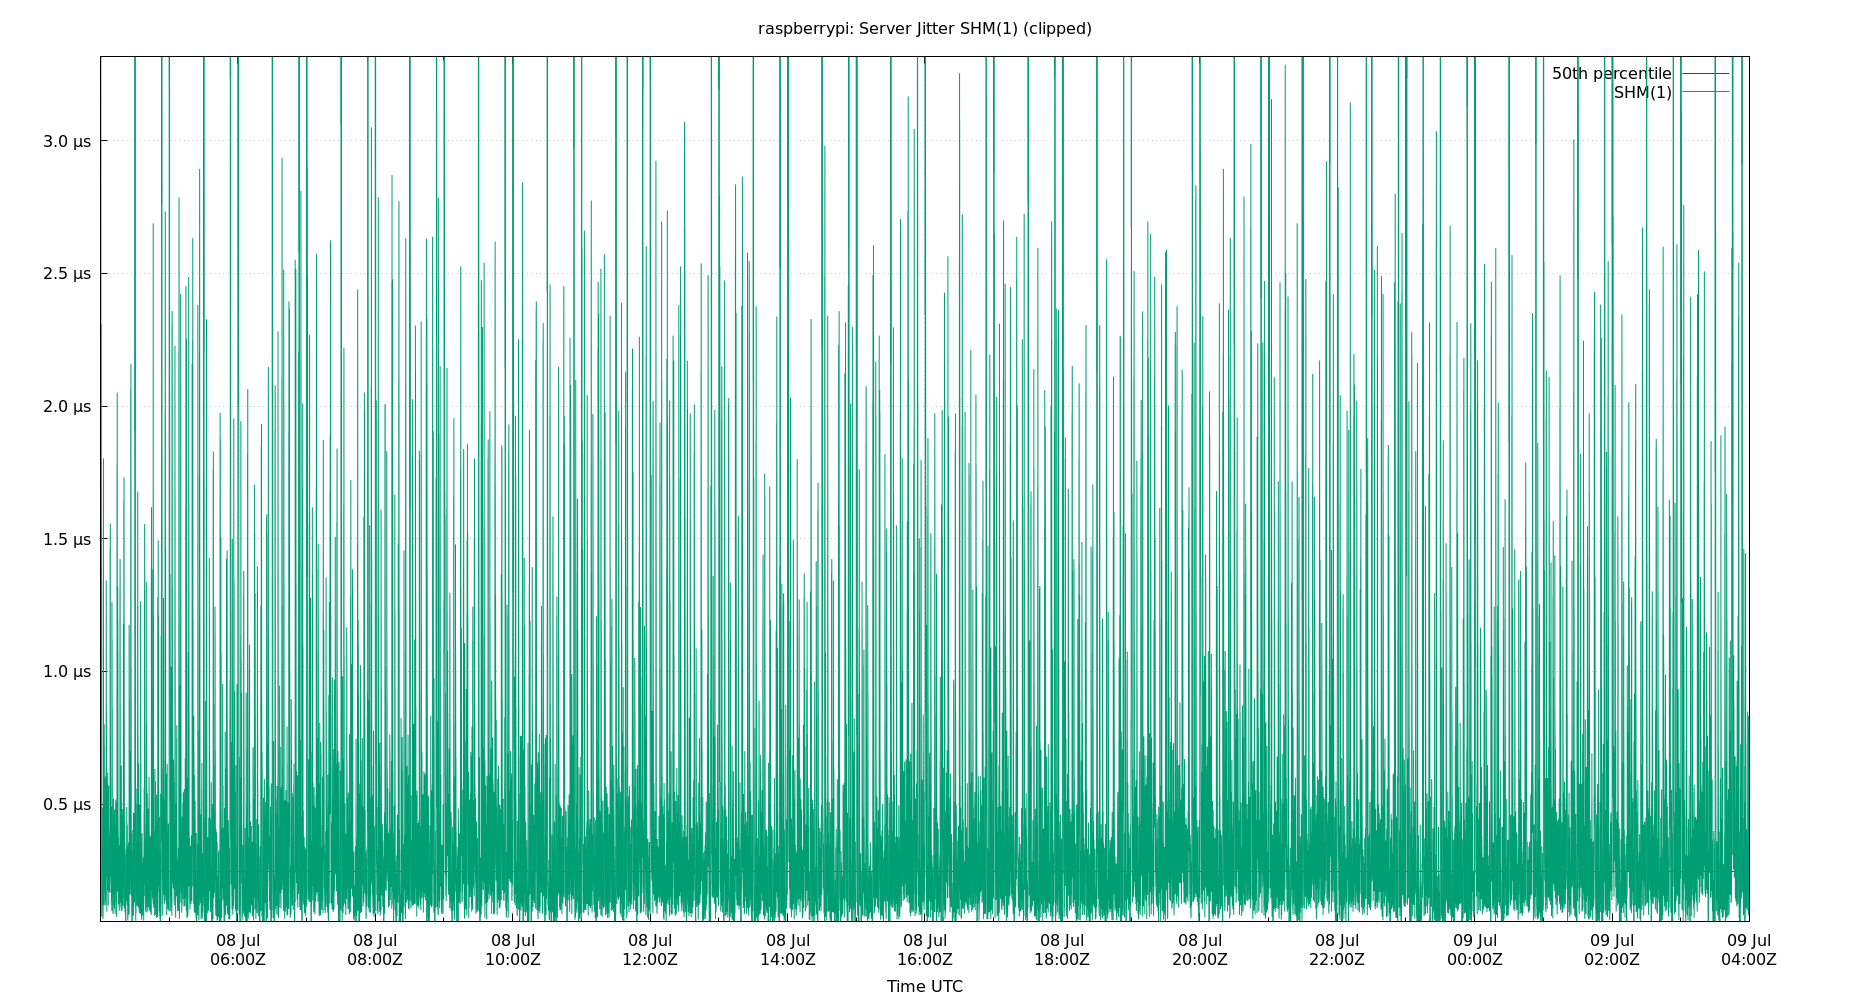 raspberrypi: Server Jitter SHM(1) (clipped)
50th percentile
SHM(1)
3.0 μs
2.5 μs
2.0 μs
1.5 μs
1.0 μs
0.5 μs
08 Jul 08 Jul 08 Jul 08 Jul 08 Jul 08 Jul 08 Jul 08 Jul 08 Jul 09 Jul 09 Jul 09 Jul
06:00Z 08:00Z 10:00Z 12:00Z 14:00Z 16:00Z 18:00Z 20:00Z 22:00Z 00:00Z 02:00Z 04:00Z
Time UTC